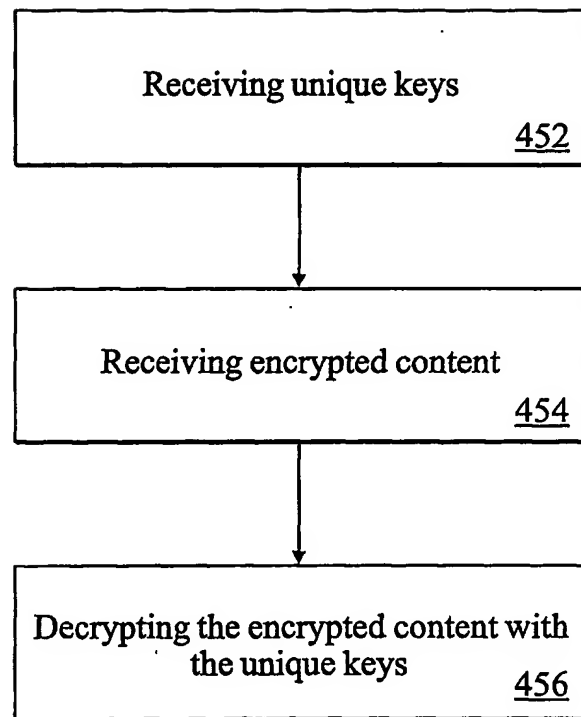 Receiving unique keys
452
Receiving encrypted content
454
Decrypting the encrypted content with
the unique keys
456